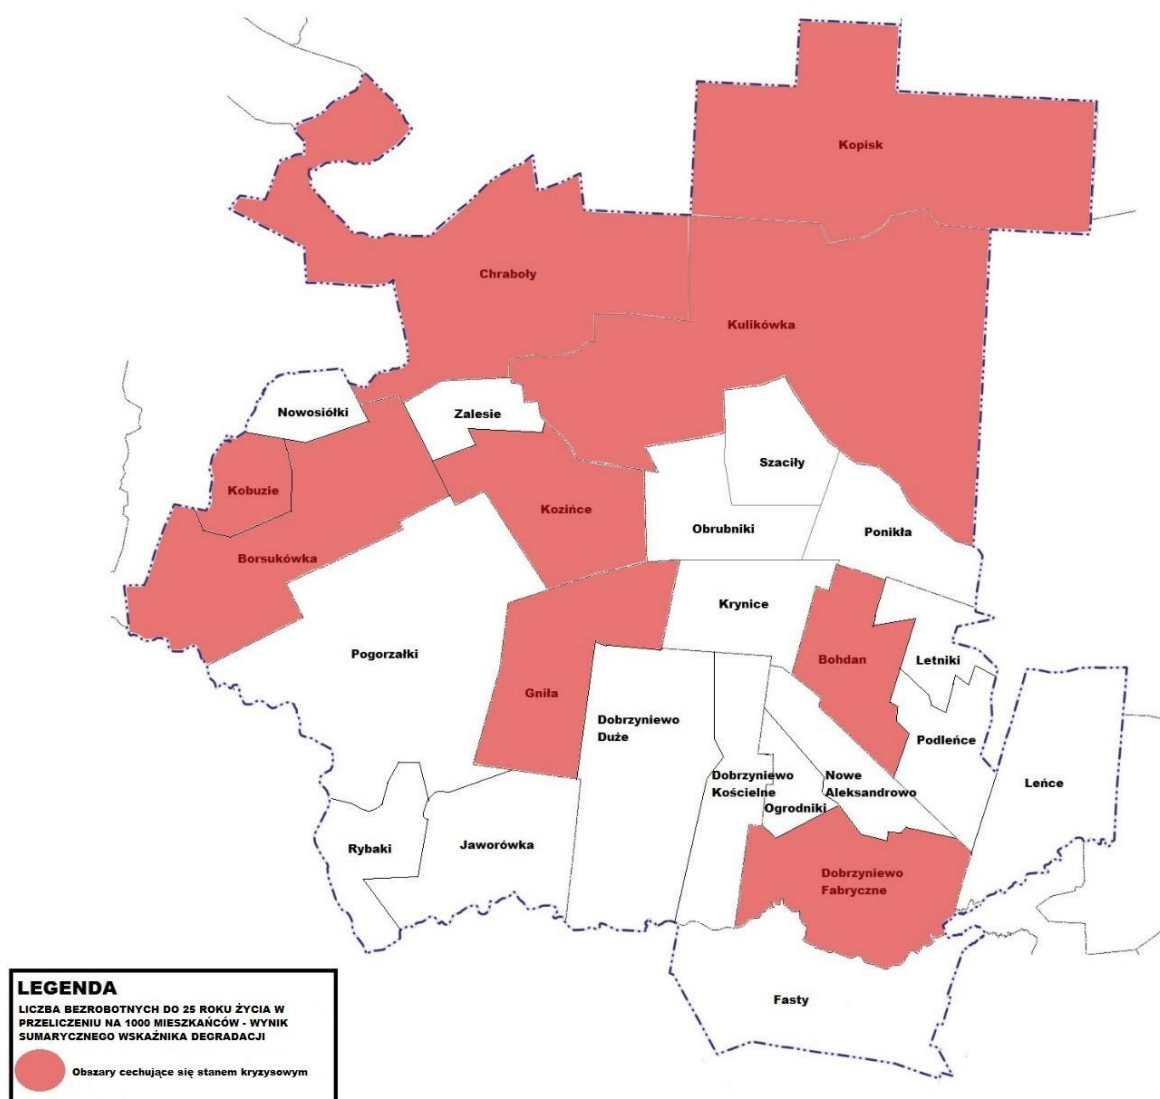 Kopisk
Chraboły
Kulikówka
Nowosiółki
Zalesie
Szaciły
Kobuzie
Kozińce
Obrubniki
Ponikła
Borsukówka
Krynice
Pogorzałki
Bohdan
Letniki
Gniła
Dobrzyniewo
Duże
Podleńce
Dobrzyniewo
Kościelne
Nowe
Aleksandrowo
Leńce
Ogrodniki
Rybaki
Jaworówka
Dobrzyniewo
Fabryczne
Fasty
LEGENDA
LICZBA BEZROBOTNYCH DO 25 ROKU ŻYCIA W
PRZELICZENIU NA 1000 MIESZKAŃCÓW - WYNIK
SUMARYCZNEGO WSKAŹNIKA DEGRADACJI
Obszary cechujące się stanem kryzysowym